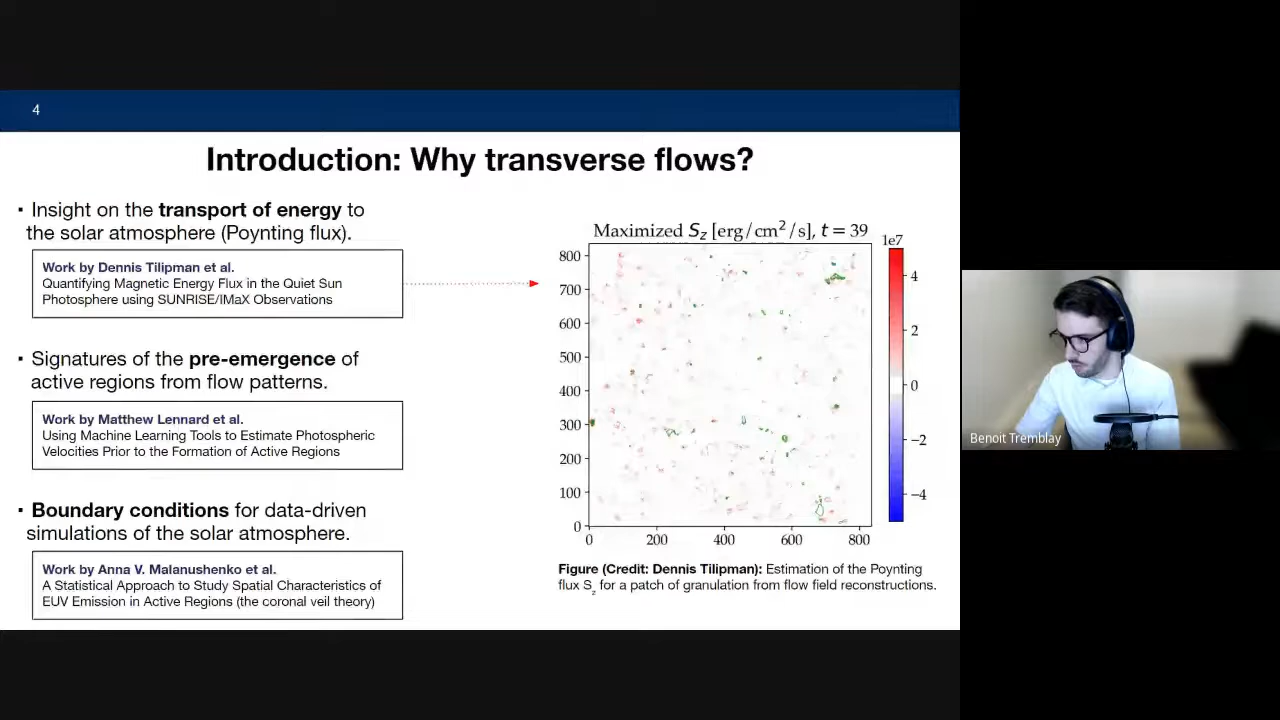 4
Introduction: Why transverse flows?
▪ Insight on the transport of energy to
the solar atmosphere (Poynting flux).
Work by Dennis Tilipman et al.
Quantifying Magnetic Energy Flux in the Quiet Sun
Photosphere using SUNRISE/IMaX Observations
▪ Signatures of the pre-emergence of
active regions from flow patterns.
Work by Matthew Lennard et al.
Using Machine Learning Tools to Estimate Photospheric
Velocities Prior to the Formation of Active Regions
▪ Boundary conditions for data-driven
simulations of the solar atmosphere.
Work by Anna V. Malanushenko et al.
A Statistical Approach to Study Spatial Characteristics of
EUV Emission in Active Regions (the coronal veil theory)
Maximized S_z [erg/cm²/s], t = 39
1e7
800
700
600
500
400
300
200
100
0
0 200 400 600 800
4
2
0
−2
−4
Figure (Credit: Dennis Tilipman): Estimation of the Poynting
flux S_z for a patch of granulation from flow field reconstructions.
Benoit Tremblay